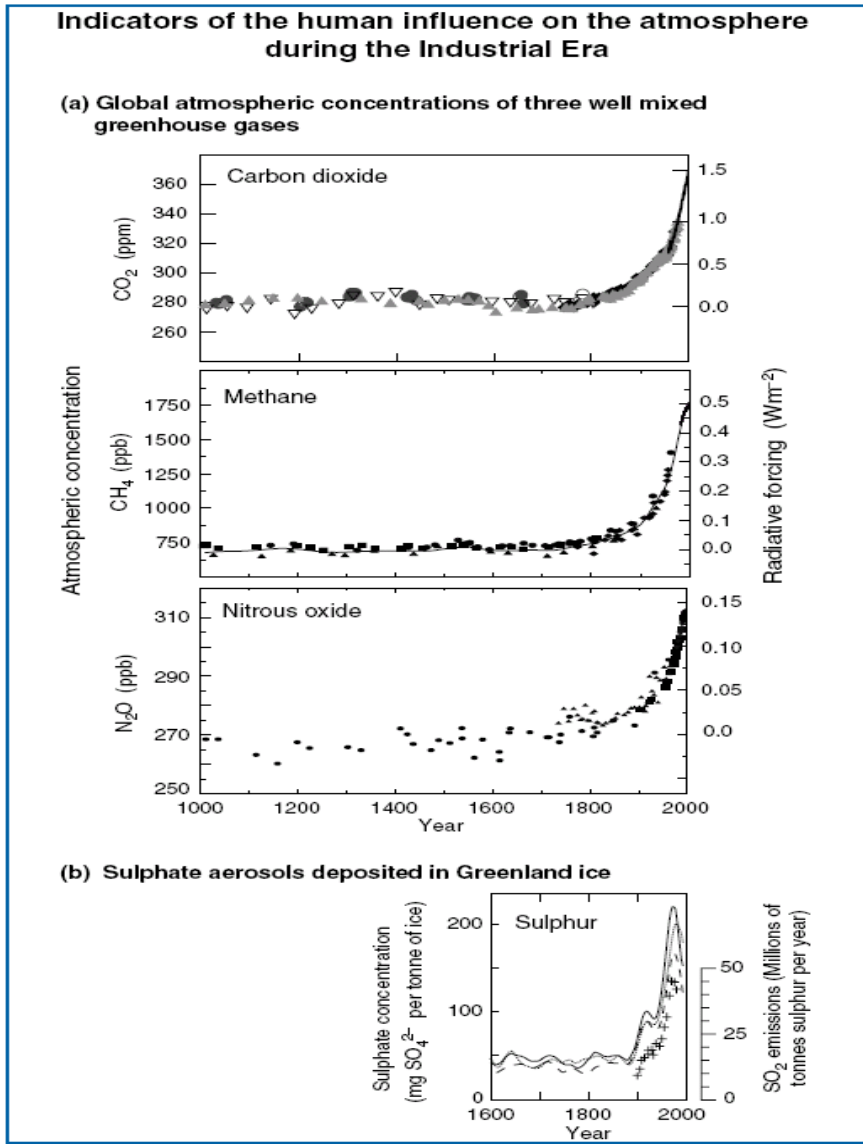 Indicators of the human influence on the atmosphere
during the Industrial Era
(a) Global atmospheric concentrations of three well mixed
greenhouse gases
Carbon dioxide
360
340
320
300
280
260
CO₂ (ppm)
1.5
1.0
0.5
0.0
Atmospheric concentration
Methane
1750
1500
1250
1000
750
CH₄ (ppb)
0.5
0.4
0.3
0.2
0.1
0.0
Radiative forcing (Wm⁻²)
Nitrous oxide
310
290
270
250
N₂O (ppb)
0.15
0.10
0.05
0.0
1000 1200 1400 1600 1800 2000
Year
(b) Sulphate aerosols deposited in Greenland ice
Sulphur
Sulphate concentration
(mg SO₄²⁻ per tonne of ice)
200
100
0
50
25
0
SO₂ emissions (Millions of
tonnes sulphur per year)
1600 1800 2000
Year